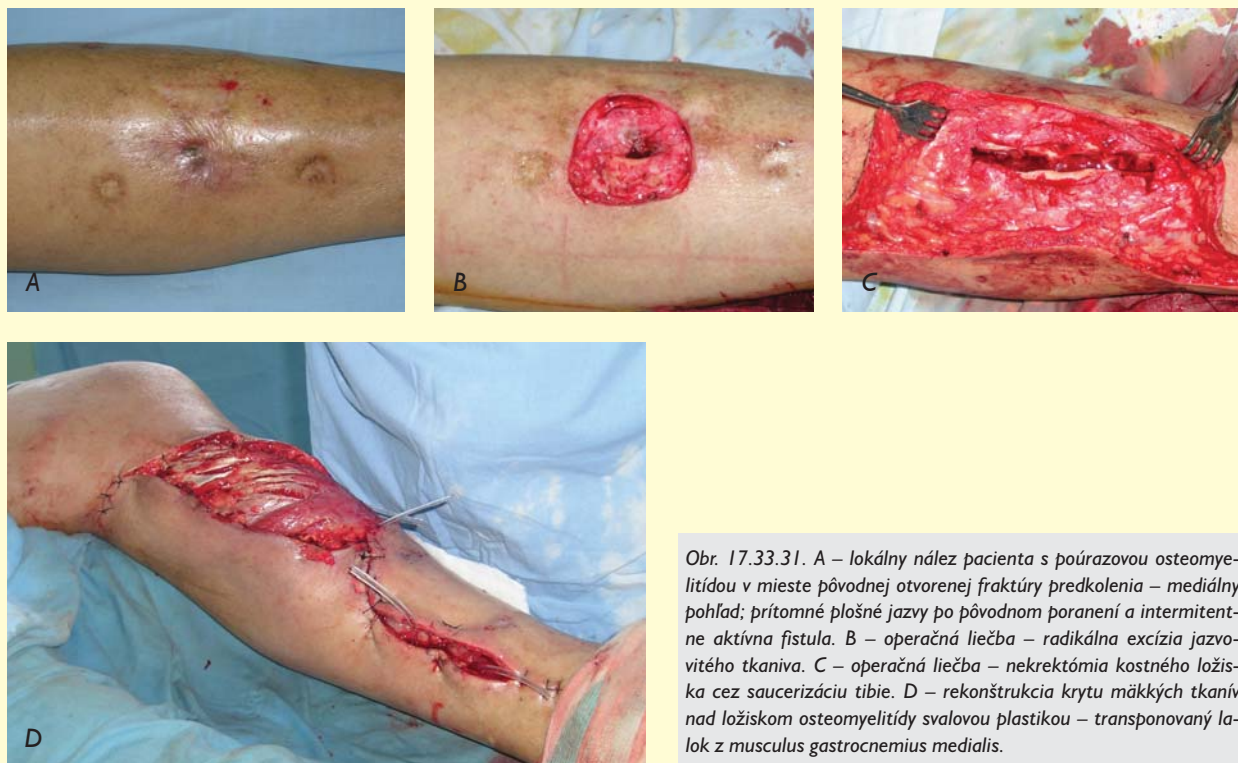 A
B
C
D
Obr. 17.33.31. A – lokálny nález pacienta s poúrazovou osteomye-
litídou v mieste pôvodnej otvorenej fraktúry predkolenia – mediálny
pohľad; prítomné plošné jazvy po pôvodnom poranení a intermitent-
ne aktívna fistula. B – operačná liečba – radikálna excízia jazvo-
vitého tkaniva. C – operačná liečba – nekrektómia kostného ložis-
ka cez saucerizáciu tibie. D – rekonštrukcia krytu mäkkých tkanív
nad ložiskom osteomyelitídy svalovou plastikou – transponovaný la-
lok z musculus gastrocnemius medialis.